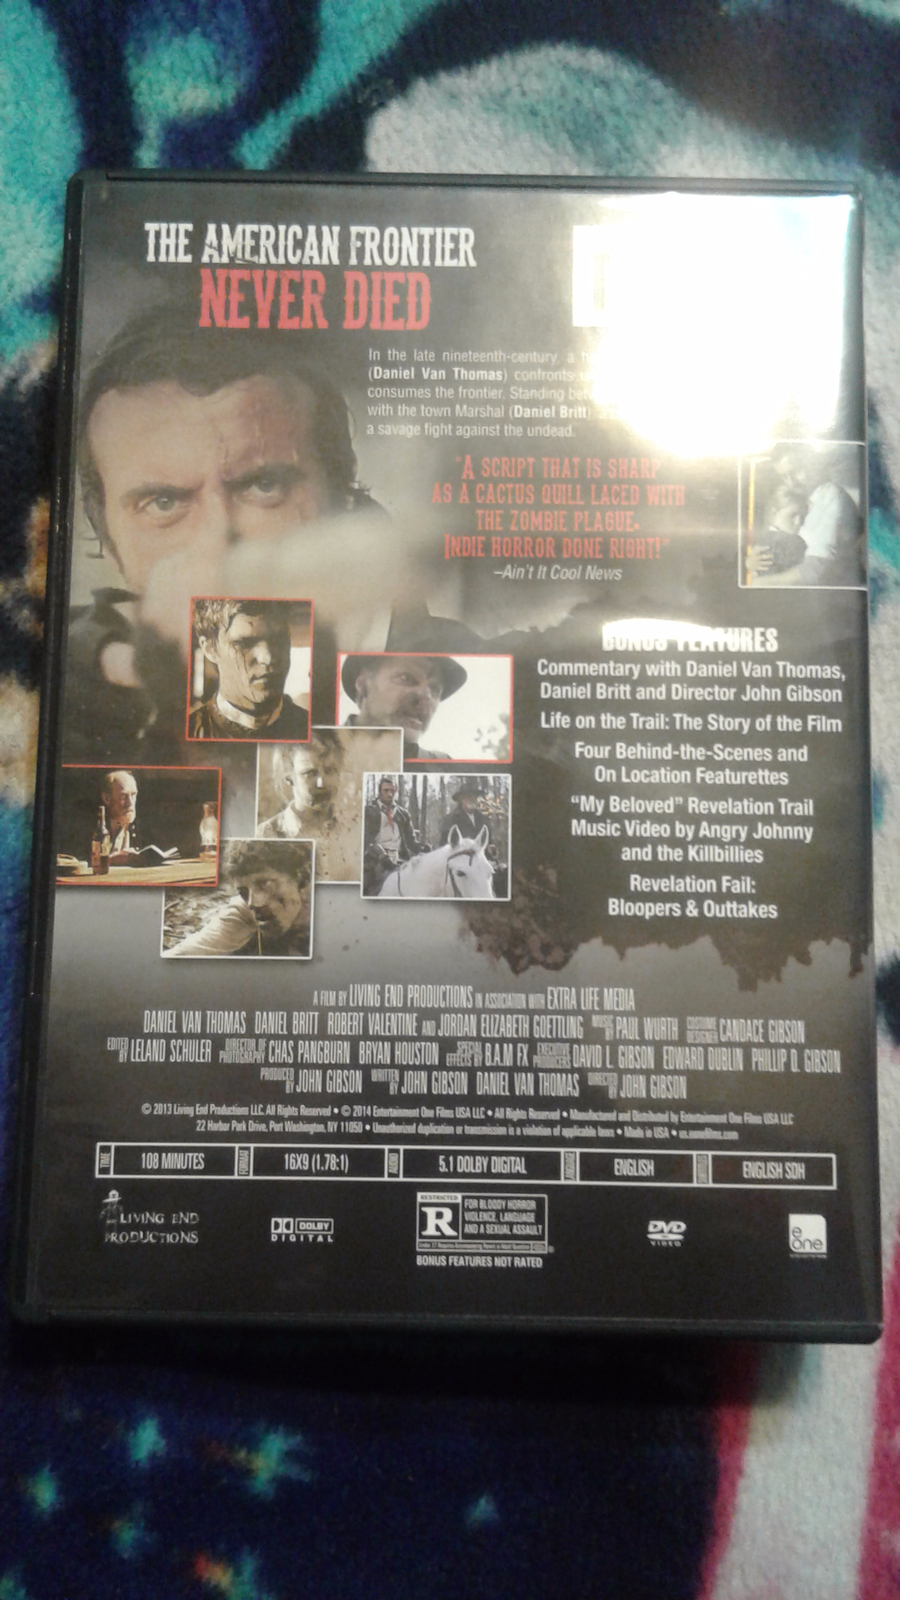 THE AMERICAN FRONTIER
NEVER DIED
In the late nineteenth-century, a
(Daniel Van Thomas) confronts
consumes the frontier. Standing
with the town Marshal (Daniel Britt)
a savage fight against the undead.
"A SCRIPT THAT IS SHARP
AS A CACTUS QUILL LACED WITH
THE ZOMBIE PLAGUE.
INDIE HORROR DONE RIGHT!"
–Ain't It Cool News
BONUS FEATURES
Commentary with Daniel Van Thomas,
Daniel Britt and Director John Gibson
Life on the Trail: The Story of the Film
Four Behind-the-Scenes and
On Location Featurettes
"My Beloved" Revelation Trail
Music Video by Angry Johnny
and the Killbillies
Revelation Fail:
Bloopers & Outtakes
A FILM BY LIVING END PRODUCTIONS IN ASSOCIATION WITH EXTRA LIFE MEDIA
DANIEL VAN THOMAS DANIEL BRITT ROBERT VALENTINE AND JORDAN ELIZABETH GOETTLING MUSIC BY PAUL WURTH COSTUME DESIGNER CANDACE GIBSON
EDITED BY LELAND SCHULER DIRECTOR OF PHOTOGRAPHY CHAS PANGBURN BRYAN HOUSTON SPECIAL EFFECTS BY B.A.M FX EXECUTIVE PRODUCERS DAVID L. GIBSON EDWARD DUBLIN PHILLIP D. GIBSON
PRODUCED BY JOHN GIBSON WRITTEN BY JOHN GIBSON DANIEL VAN THOMAS DIRECTED BY JOHN GIBSON
© 2013 Living End Productions LLC. All Rights Reserved • © 2014 Entertainment One Films USA LLC • All Rights Reserved • Manufactured and Distributed by Entertainment One Films USA LLC
22 Harbor Park Drive, Port Washington, NY 11050 • Unauthorized duplication or transmission is a violation of applicable laws • Made in USA • us.eonefilms.com
TIME 108 MINUTES FORMAT 16X9 (1.78:1) AUDIO 5.1 DOLBY DIGITAL LANGUAGE ENGLISH ENGLISH SDH
LIVING END
PRODUCTIONS
DOLBY
DIGITAL
RESTRICTED
R
FOR BLOODY HORROR
VIOLENCE, LANGUAGE
AND A SEXUAL ASSAULT
BONUS FEATURES NOT RATED
DVD
VIDEO
e one